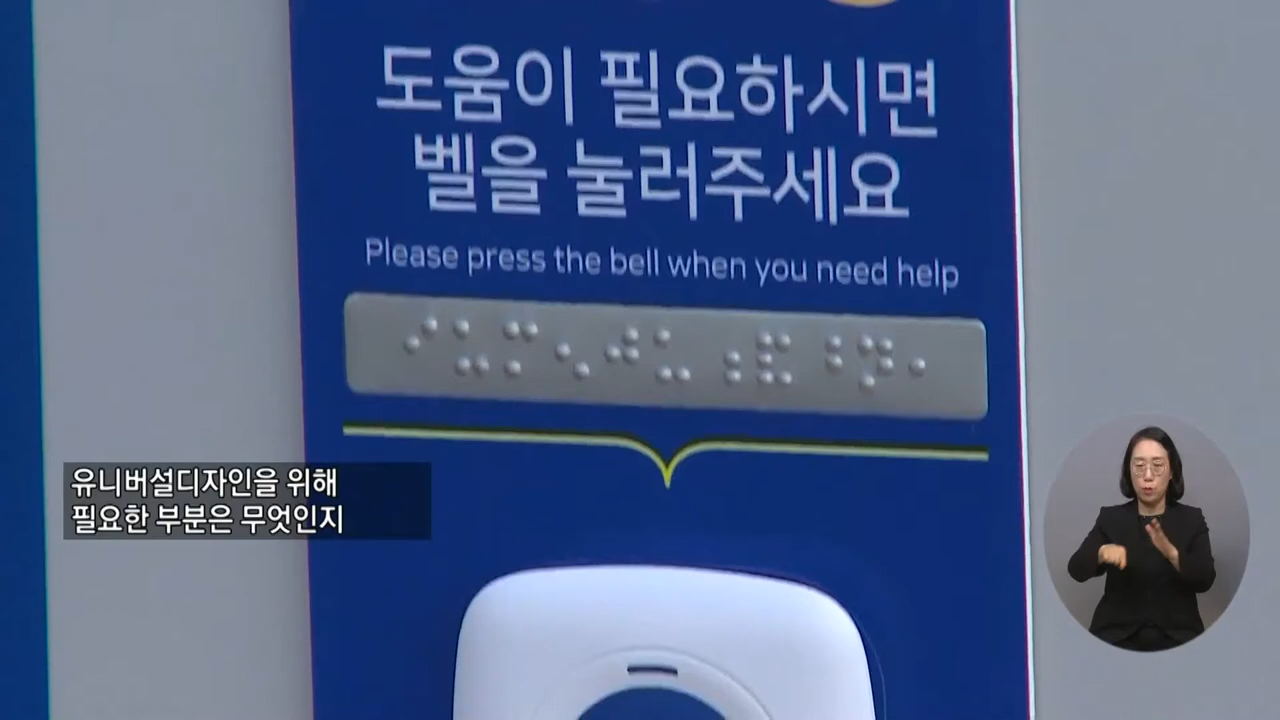 도움이 필요하시면
벨을 눌러주세요
Please press the bell when you need help
유니버설디자인을 위해
필요한 부분은 무엇인지